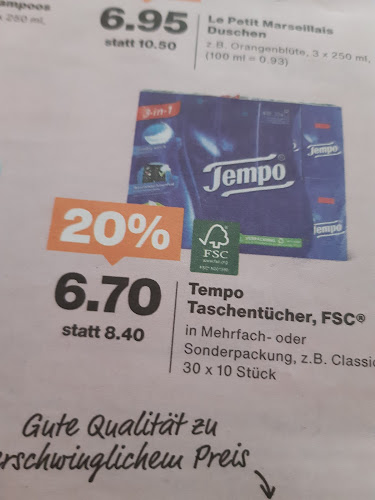 6.95
statt 10.50
Le Petit Marseillais
Duschen
z.B. Orangenblüte, 3 x 250 ml,
(100 ml = 0.93)
250 ml,
3-in-1
Tempo
Tempo
20%
FSC
6.70
statt 8.40
Tempo
Taschentücher, FSC®
in Mehrfach- oder
Sonderpackung, z.B. Classic
30 x 10 Stück
Gute Qualität zu
erschwinglichem Preis